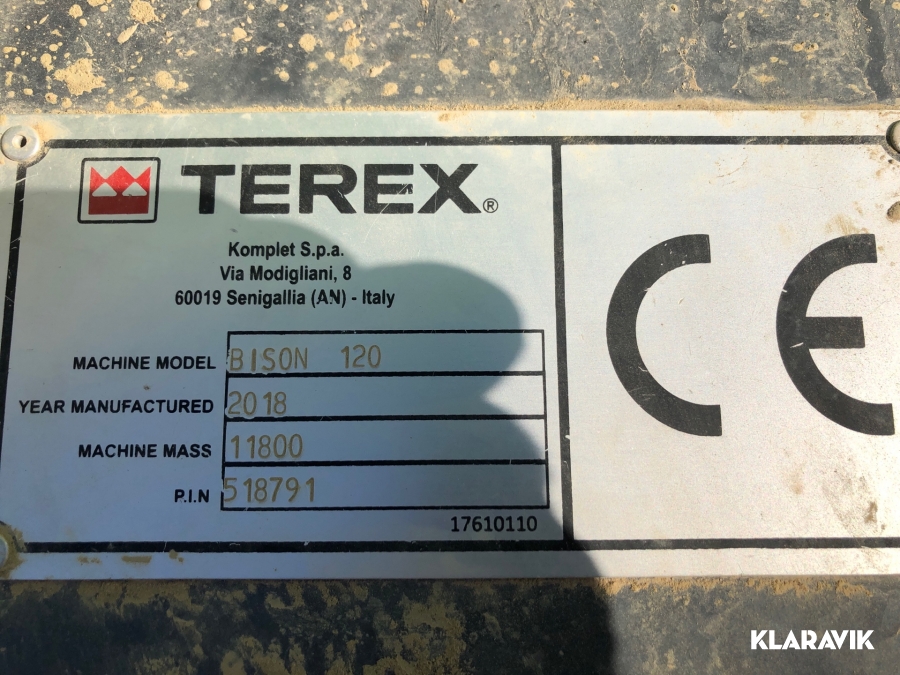 TEREX®
Komplet S.p.a.
Via Modigliani, 8
60019 Senigallia (AN) - Italy
MACHINE MODEL BISON 120
YEAR MANUFACTURED 2018
MACHINE MASS 11800
P.I.N 518791
17610110
CE
KLARAVIK